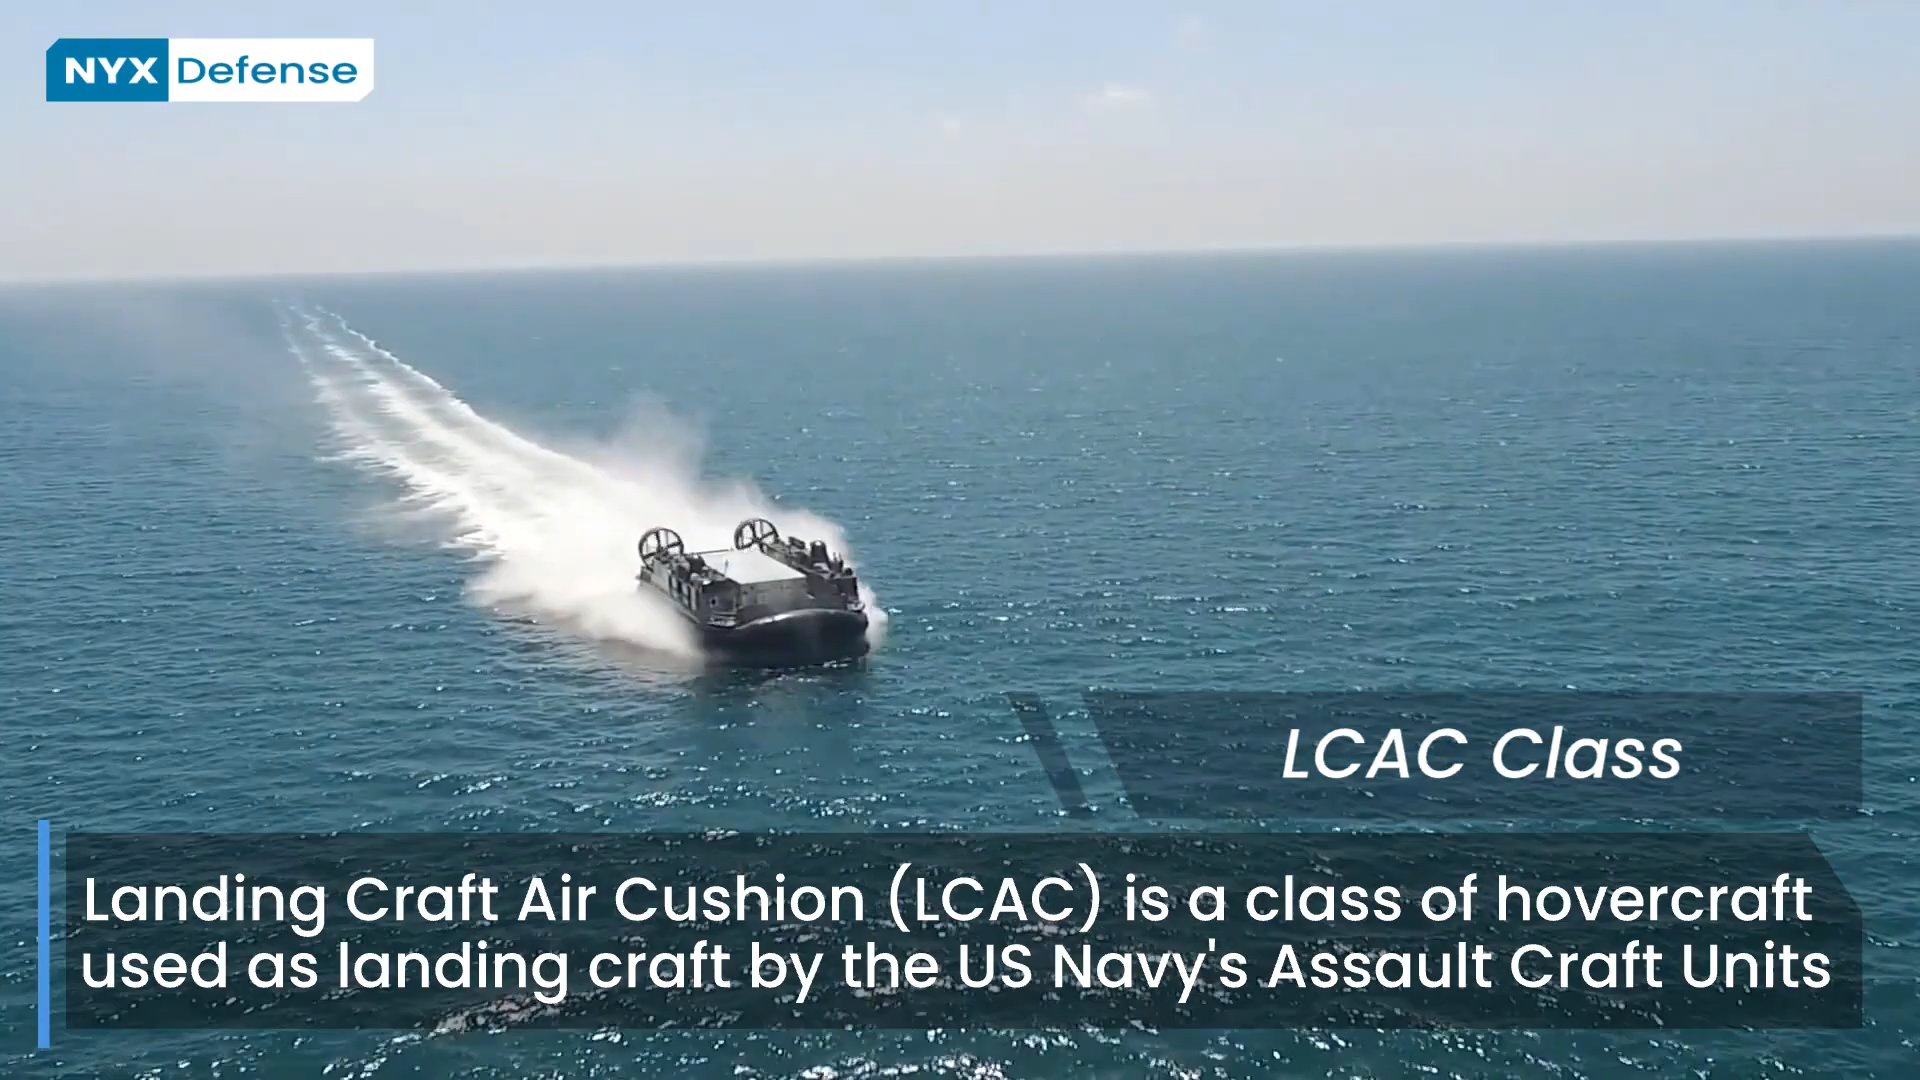 NYX Defense
LCAC Class
Landing Craft Air Cushion (LCAC) is a class of hovercraft
used as landing craft by the US Navy's Assault Craft Units